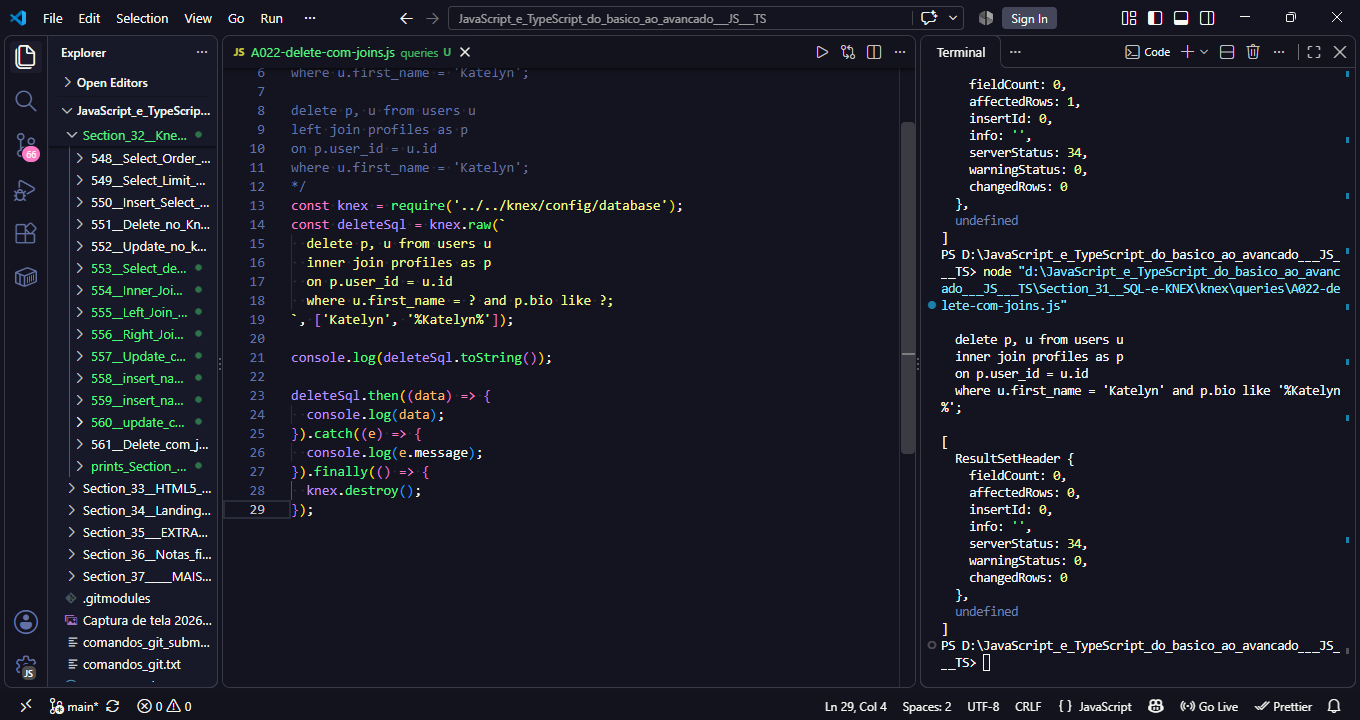 File Edit Selection View Go Run ···
JavaScript_e_TypeScript_do_basico_ao_avancado___JS__TS
Sign In
Explorer ···
Open Editors
JavaScript_e_TypeScrip...
Section_32__Kne...
548__Select_Order_...
549__Select_Limit_...
550__Insert_Select_...
551__Delete_no_Kn...
552__Update_no_k...
553__Select_de...
554__Inner_Joi...
555__Left_Join_...
556__Right_Joi...
557__Update_c...
558__insert_na...
559__insert_na...
560__update_c...
561__Delete_com_j...
prints_Section_...
Section_33__HTML5_...
Section_34__Landing...
Section_35___EXTRA...
Section_36__Notas_fi...
Section_37____MAIS...
.gitmodules
Captura de tela 2026...
comandos_git_subm...
comandos_git.txt
66
JS
JS A022-delete-com-joins.js queries U
6 where u.first_name = 'Katelyn';
7
8 delete p, u from users u
9 left join profiles as p
10 on p.user_id = u.id
11 where u.first_name = 'Katelyn';
12 */
13 const knex = require('../../knex/config/database');
14 const deleteSql = knex.raw(`
15 delete p, u from users u
16 inner join profiles as p
17 on p.user_id = u.id
18 where u.first_name = ? and p.bio like ?;
19 `, ['Katelyn', '%Katelyn%']);
20
21 console.log(deleteSql.toString());
22
23 deleteSql.then((data) => {
24 console.log(data);
25 }).catch((e) => {
26 console.log(e.message);
27 }).finally(() => {
28 knex.destroy();
29 });
Terminal ···
Code
fieldCount: 0,
affectedRows: 1,
insertId: 0,
info: '',
serverStatus: 34,
warningStatus: 0,
changedRows: 0
},
undefined
]
PS D:\JavaScript_e_TypeScript_do_basico_ao_avancado___JS_
__TS> node "d:\JavaScript_e_TypeScript_do_basico_ao_avanc
ado___JS___TS\Section_31__SQL-e-KNEX\knex\queries\A022-de
lete-com-joins.js"
delete p, u from users u
inner join profiles as p
on p.user_id = u.id
where u.first_name = 'Katelyn' and p.bio like '%Katelyn
%';
[
ResultSetHeader {
fieldCount: 0,
affectedRows: 0,
insertId: 0,
info: '',
serverStatus: 34,
warningStatus: 0,
changedRows: 0
},
undefined
]
PS D:\JavaScript_e_TypeScript_do_basico_ao_avancado___JS_
__TS>
main* 0 0
Ln 29, Col 4 Spaces: 2 UTF-8 CRLF { } JavaScript Go Live Prettier